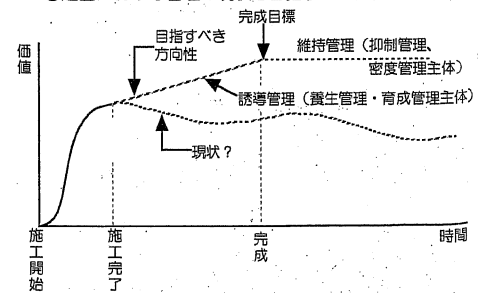 完成目標
価値
目指すべき
方向性
維持管理（抑制管理、
密度管理主体）
誘導管理（養生管理・育成管理主体）
現状？
施工開始
施工完了
完成
時間